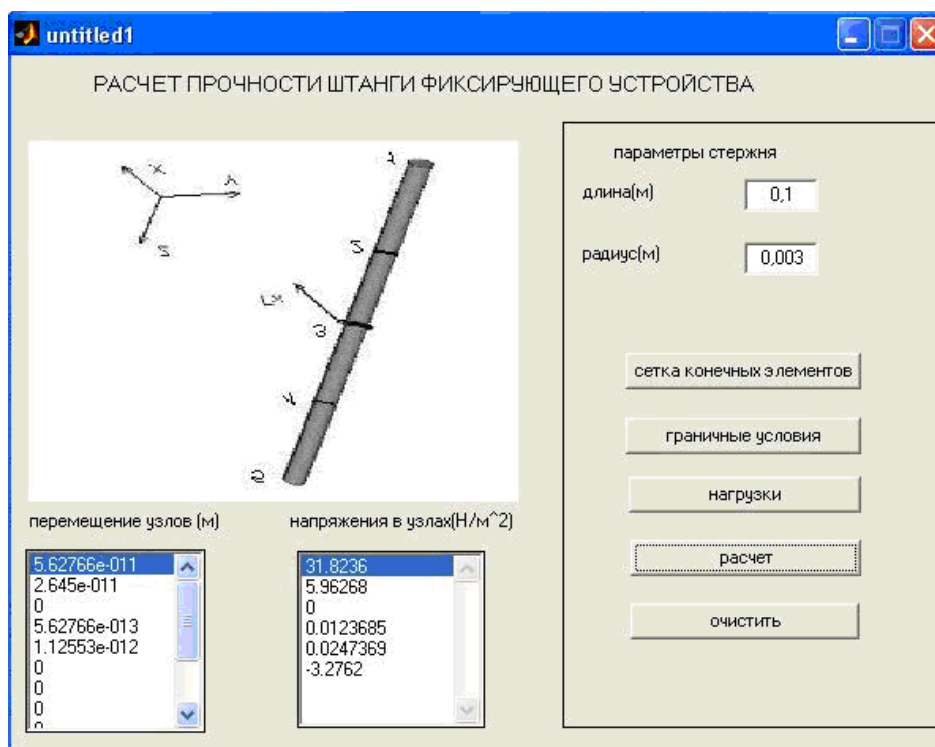 untitled1
РАСЧЕТ ПРОЧНОСТИ ШТАНГИ ФИКСИРУЮЩЕГО УСТРОЙСТВА
параметры стержня
длина(м) 0,1
радиус(м) 0,003
сетка конечных элементов
граничные условия
нагрузки
расчет
очистить
X
5
3
перемещение узлов (м)
5.62766e-011
2.645e-011
0
5.62766e-013
1.12553e-012
0
0
0
напряжения в узлах(Н/м^2)
31.8236
5.96268
0
0.0123685
0.0247369
-3.2762